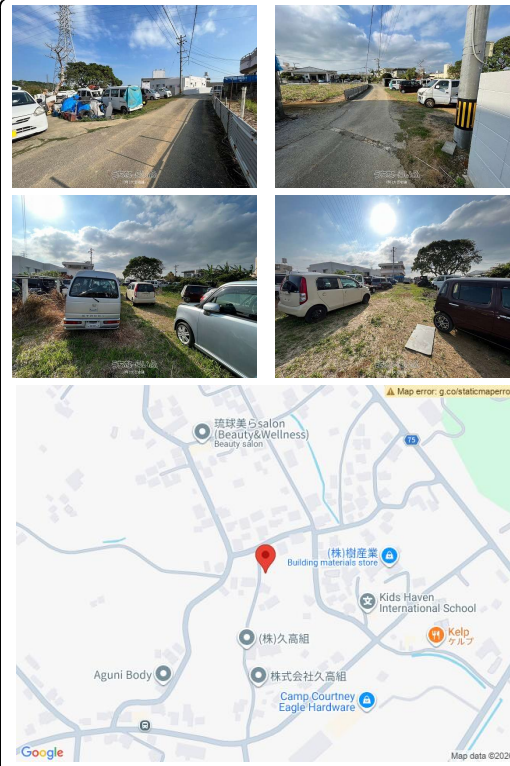 Map error: g.co/staticmaperro
琉球美らsalon
(Beauty&Wellness)
Beauty salon
75
(株)樹産業
Building materials store
Kids Haven
International School
Kelp
ケルプ
(株)久高組
Aguni Body
株式会社久高組
Camp Courtney
Eagle Hardware
Google
Map data ©2026